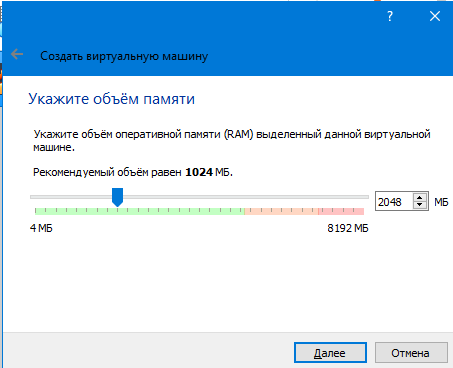 ?
Создать виртуальную машину
Укажите объём памяти
Укажите объём оперативной памяти (RAM) выделенный данной виртуальной
машине.
Рекомендуемый объём равен 1024 МБ.
2048 МБ
4 МБ 8192 МБ
Далее Отмена